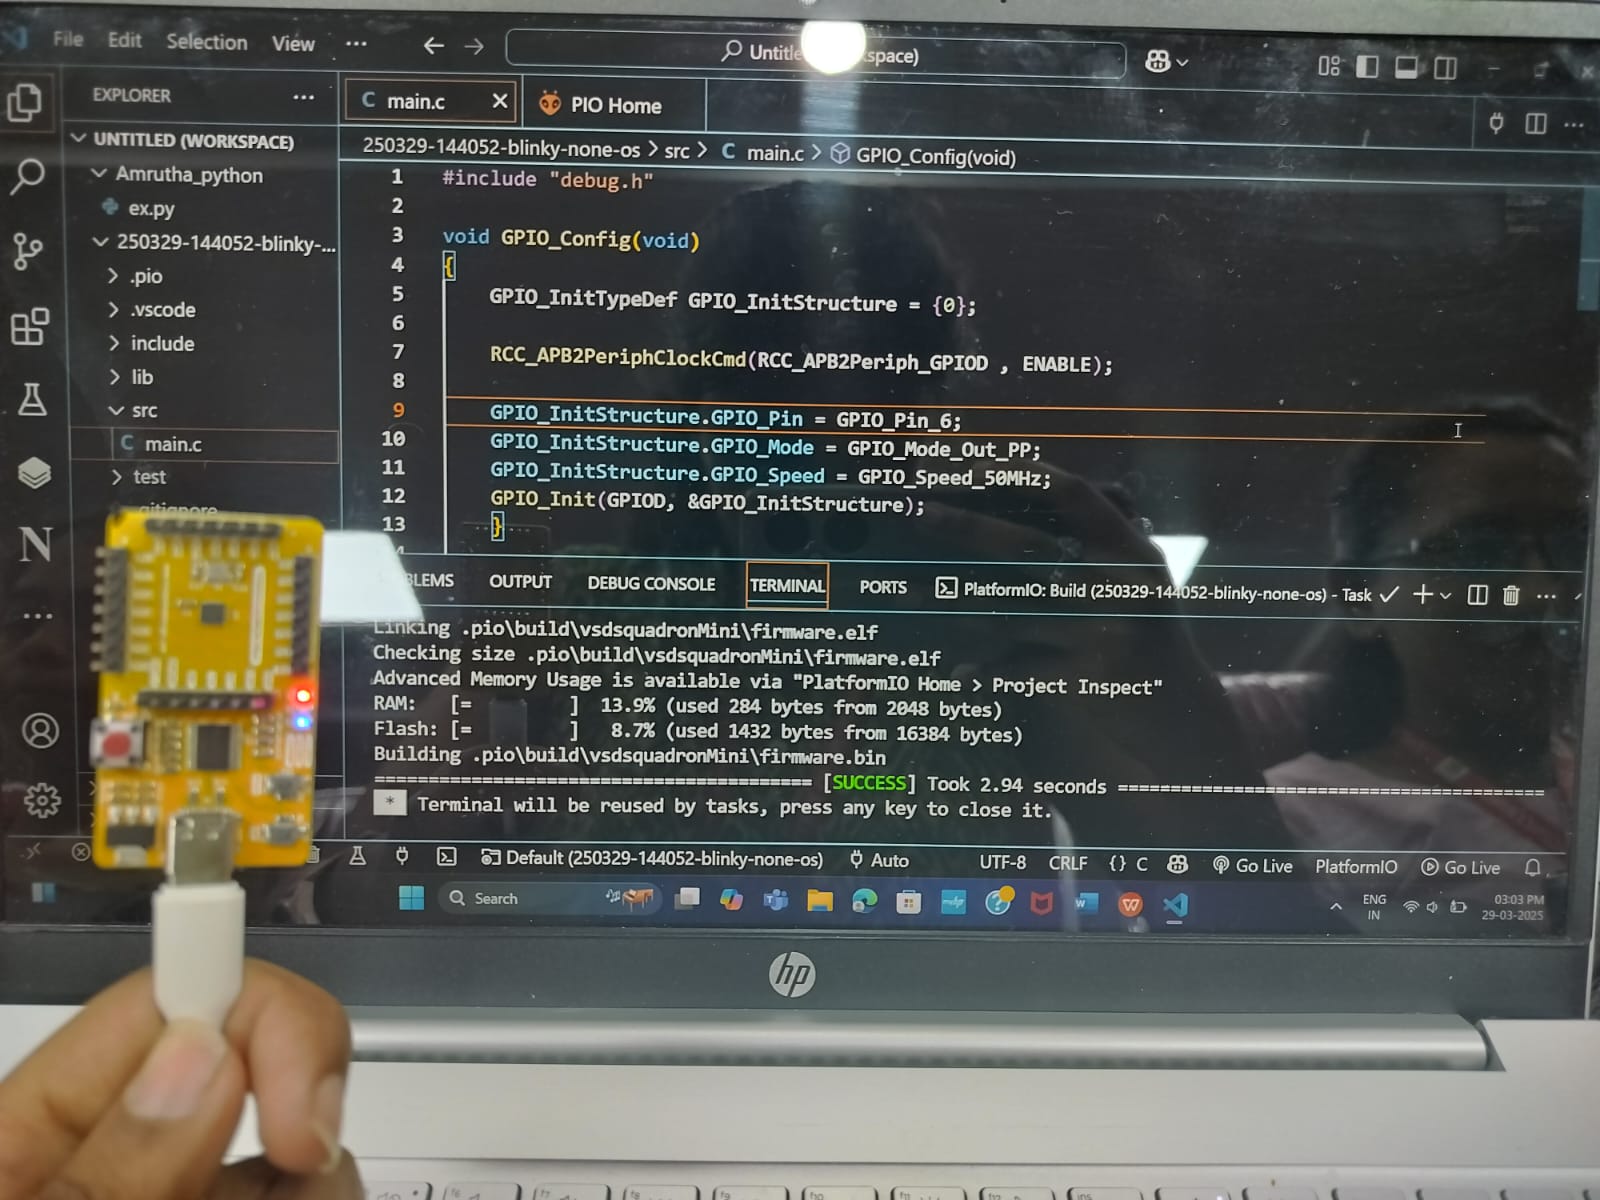 File Edit Selection View ... Untitle space)
EXPLORER ...
UNTITLED (WORKSPACE)
Amrutha_python
ex.py
250329-144052-blinky-...
.pio
.vscode
include
lib
src
C main.c
test
.gitignore
C main.c
PIO Home
250329-144052-blinky-none-os > src > C main.c > GPIO_Config(void)
1 #include "debug.h"
2
3 void GPIO_Config(void)
4 {
5 GPIO_InitTypeDef GPIO_InitStructure = {0};
6
7 RCC_APB2PeriphClockCmd(RCC_APB2Periph_GPIOD , ENABLE);
8
9 GPIO_InitStructure.GPIO_Pin = GPIO_Pin_6;
10 GPIO_InitStructure.GPIO_Mode = GPIO_Mode_Out_PP;
11 GPIO_InitStructure.GPIO_Speed = GPIO_Speed_50MHz;
12 GPIO_Init(GPIOD, &GPIO_InitStructure);
13 }
BLEMS OUTPUT DEBUG CONSOLE TERMINAL PORTS PlatformIO: Build (250329-144052-blinky-none-os) - Task
Linking .pio\build\vsdsquadronMini\firmware.elf
Checking size .pio\build\vsdsquadronMini\firmware.elf
Advanced Memory Usage is available via "PlatformIO Home > Project Inspect"
RAM: [= ] 13.9% (used 284 bytes from 2048 bytes)
Flash: [= ] 8.7% (used 1432 bytes from 16384 bytes)
Building .pio\build\vsdsquadronMini\firmware.bin
[SUCCESS] Took 2.94 seconds
* Terminal will be reused by tasks, press any key to close it.
Default (250329-144052-blinky-none-os) Auto UTF-8 CRLF {} C Go Live PlatformIO Go Live
Search
ENG
IN
03:03 PM
29-03-2025
hp